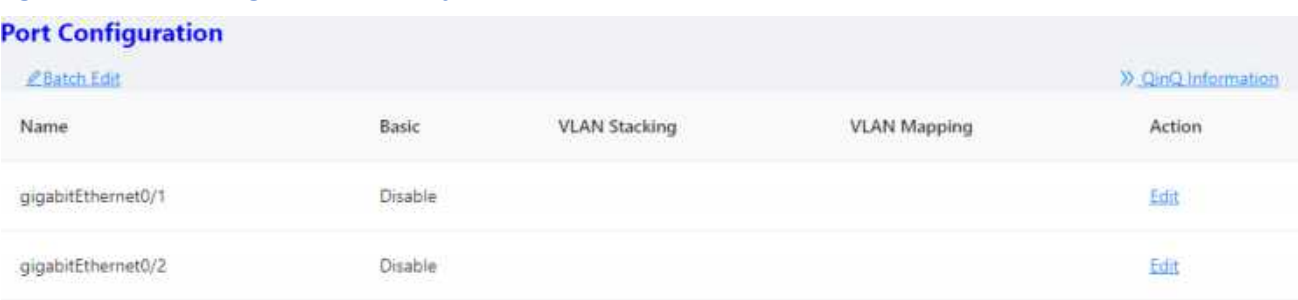 Port Configuration
Batch Edit
QinQ Information
Name Basic VLAN Stacking VLAN Mapping Action
gigabitEthernet0/1 Disable Edit
gigabitEthernet0/2 Disable Edit